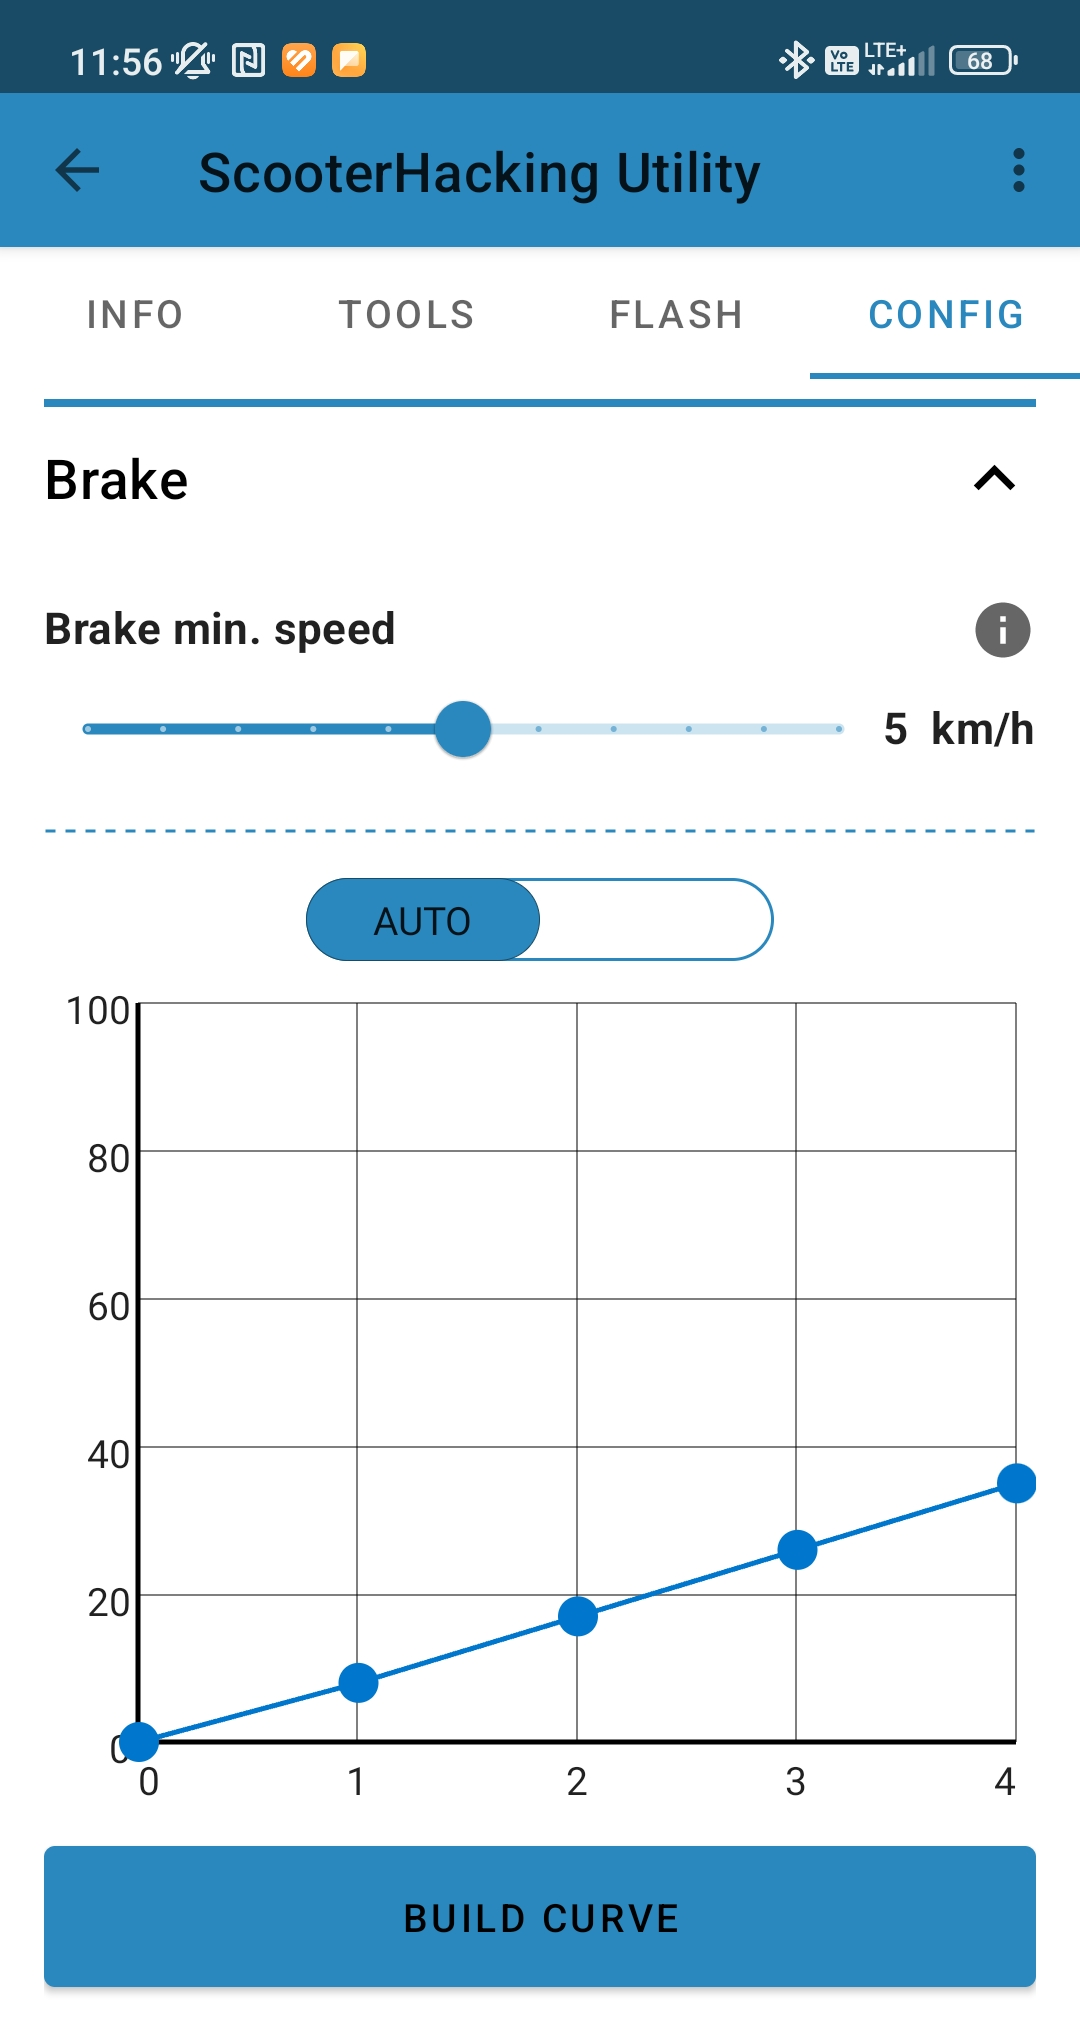 11:56 Vo LTE LTE+ 68
ScooterHacking Utility
INFO TOOLS FLASH CONFIG
Brake
Brake min. speed
5 km/h
AUTO
100
80
60
40
20
0
0 1 2 3 4
BUILD CURVE